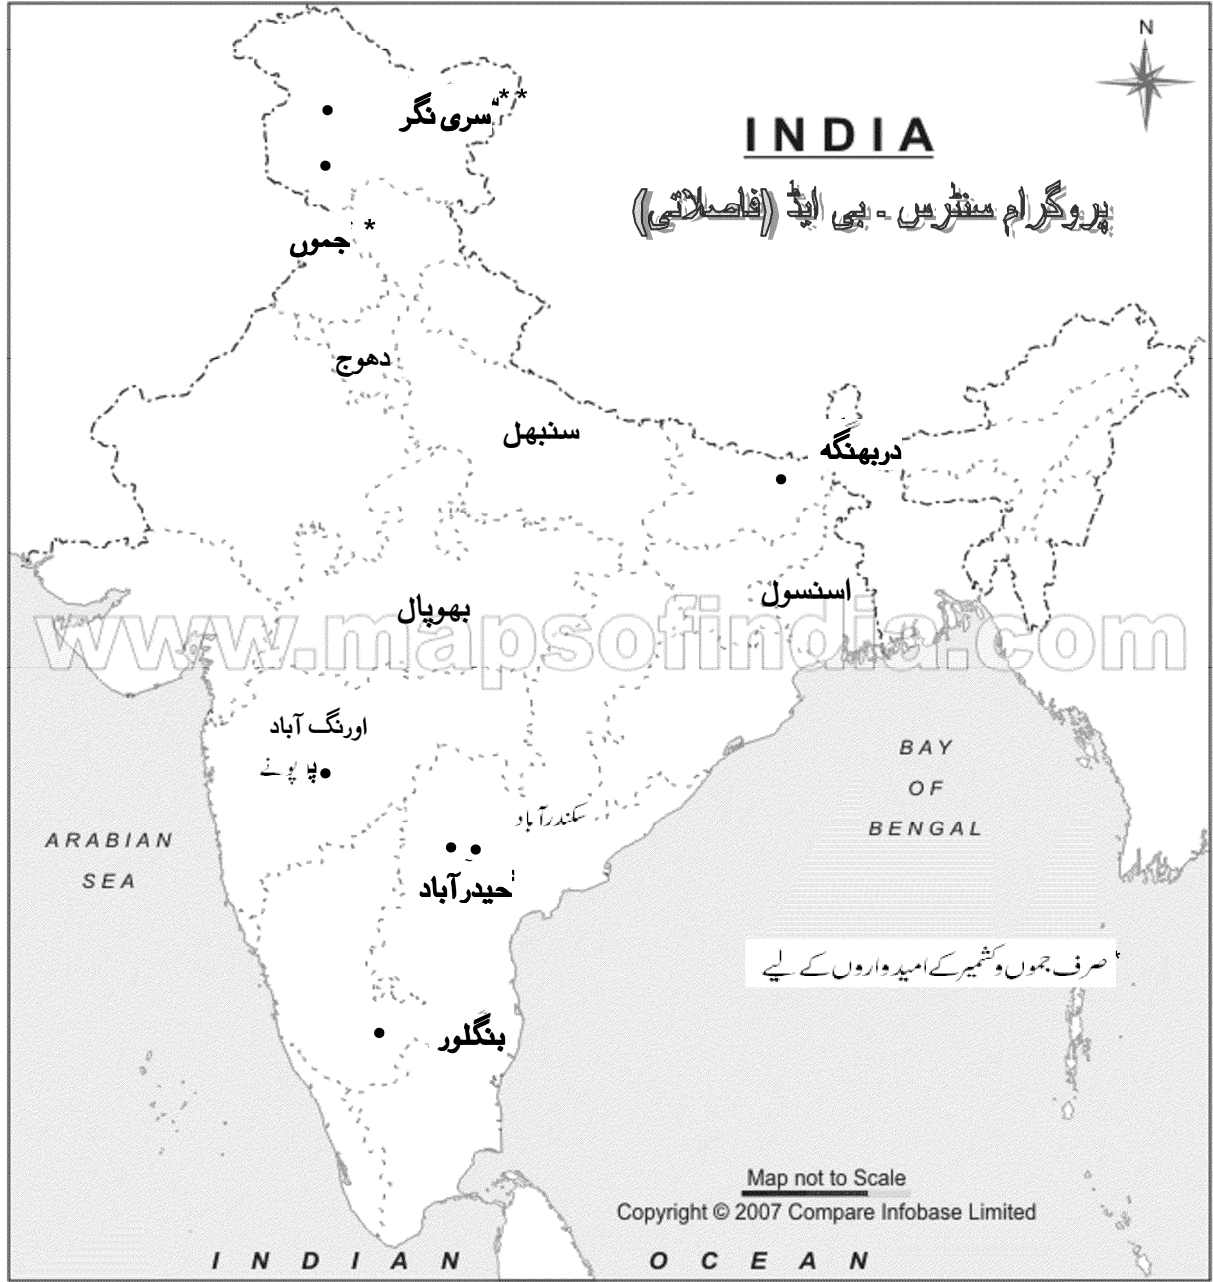 N
INDIA
پروگرام سنٹرس - بی ایڈ (فاصلاتی)
سری نگر **
جموں *
دھوج
سنبھل
دربھنگہ
اسنسول
بھوپال
www.mapsofindia.com
اورنگ آباد
پونے
BAY
OF
BENGAL
سکندرآباد
ARABIAN
SEA
حیدرآباد
* صرف جموں و کشمیر کے امیدواروں کے لیے
بنگلور
Map not to Scale
Copyright © 2007 Compare Infobase Limited
INDIAN OCEAN